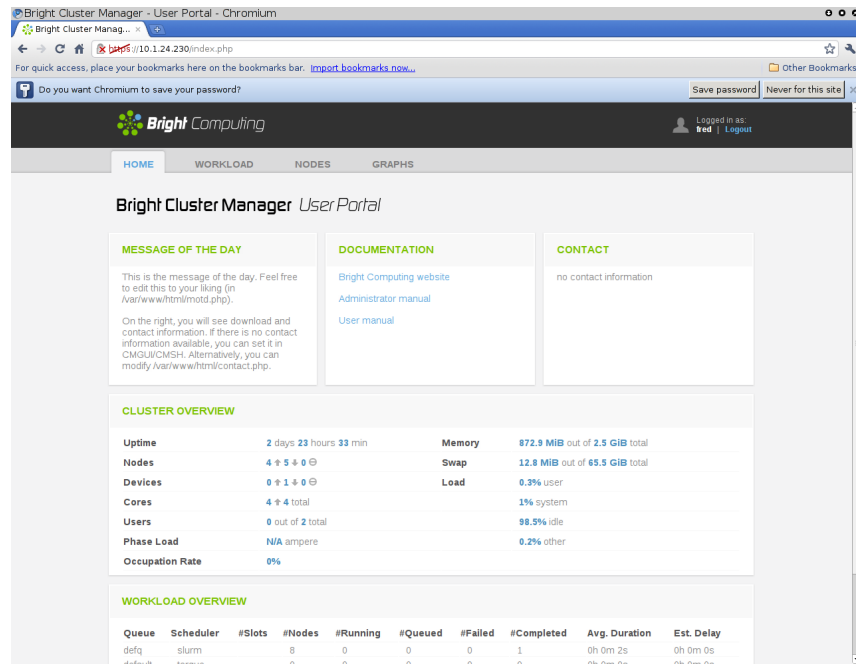 Bright Cluster Manager - User Portal - Chromium
Bright Cluster Manag...
https://10.1.24.230/index.php
For quick access, place your bookmarks here on the bookmarks bar. Import bookmarks now...
Other Bookmarks
Do you want Chromium to save your password?
Save password
Never for this site
Bright Computing
Logged in as:
fred | Logout
HOME WORKLOAD NODES GRAPHS
Bright Cluster Manager User Portal
MESSAGE OF THE DAY
This is the message of the day. Feel free
to edit this to your liking (in
/var/www/html/motd.php).
On the right, you will see download and
contact information. If there is no contact
information available, you can set it in
CMGUI/CMSH. Alternatively, you can
modify /var/www/html/contact.php.
DOCUMENTATION
Bright Computing website
Administrator manual
User manual
CONTACT
no contact information
CLUSTER OVERVIEW
Uptime 2 days 23 hours 33 min Memory 872.9 MiB out of 2.5 GiB total
Nodes 4 5 0 Swap 12.8 MiB out of 65.5 GiB total
Devices 0 1 0 Load 0.3% user
Cores 4 4 total 1% system
Users 0 out of 2 total 98.5% idle
Phase Load N/A ampere 0.2% other
Occupation Rate 0%
WORKLOAD OVERVIEW
Queue Scheduler #Slots #Nodes #Running #Queued #Failed #Completed Avg. Duration Est. Delay
defq slurm 8 0 0 0 1 0h 0m 2s 0h 0m 0s